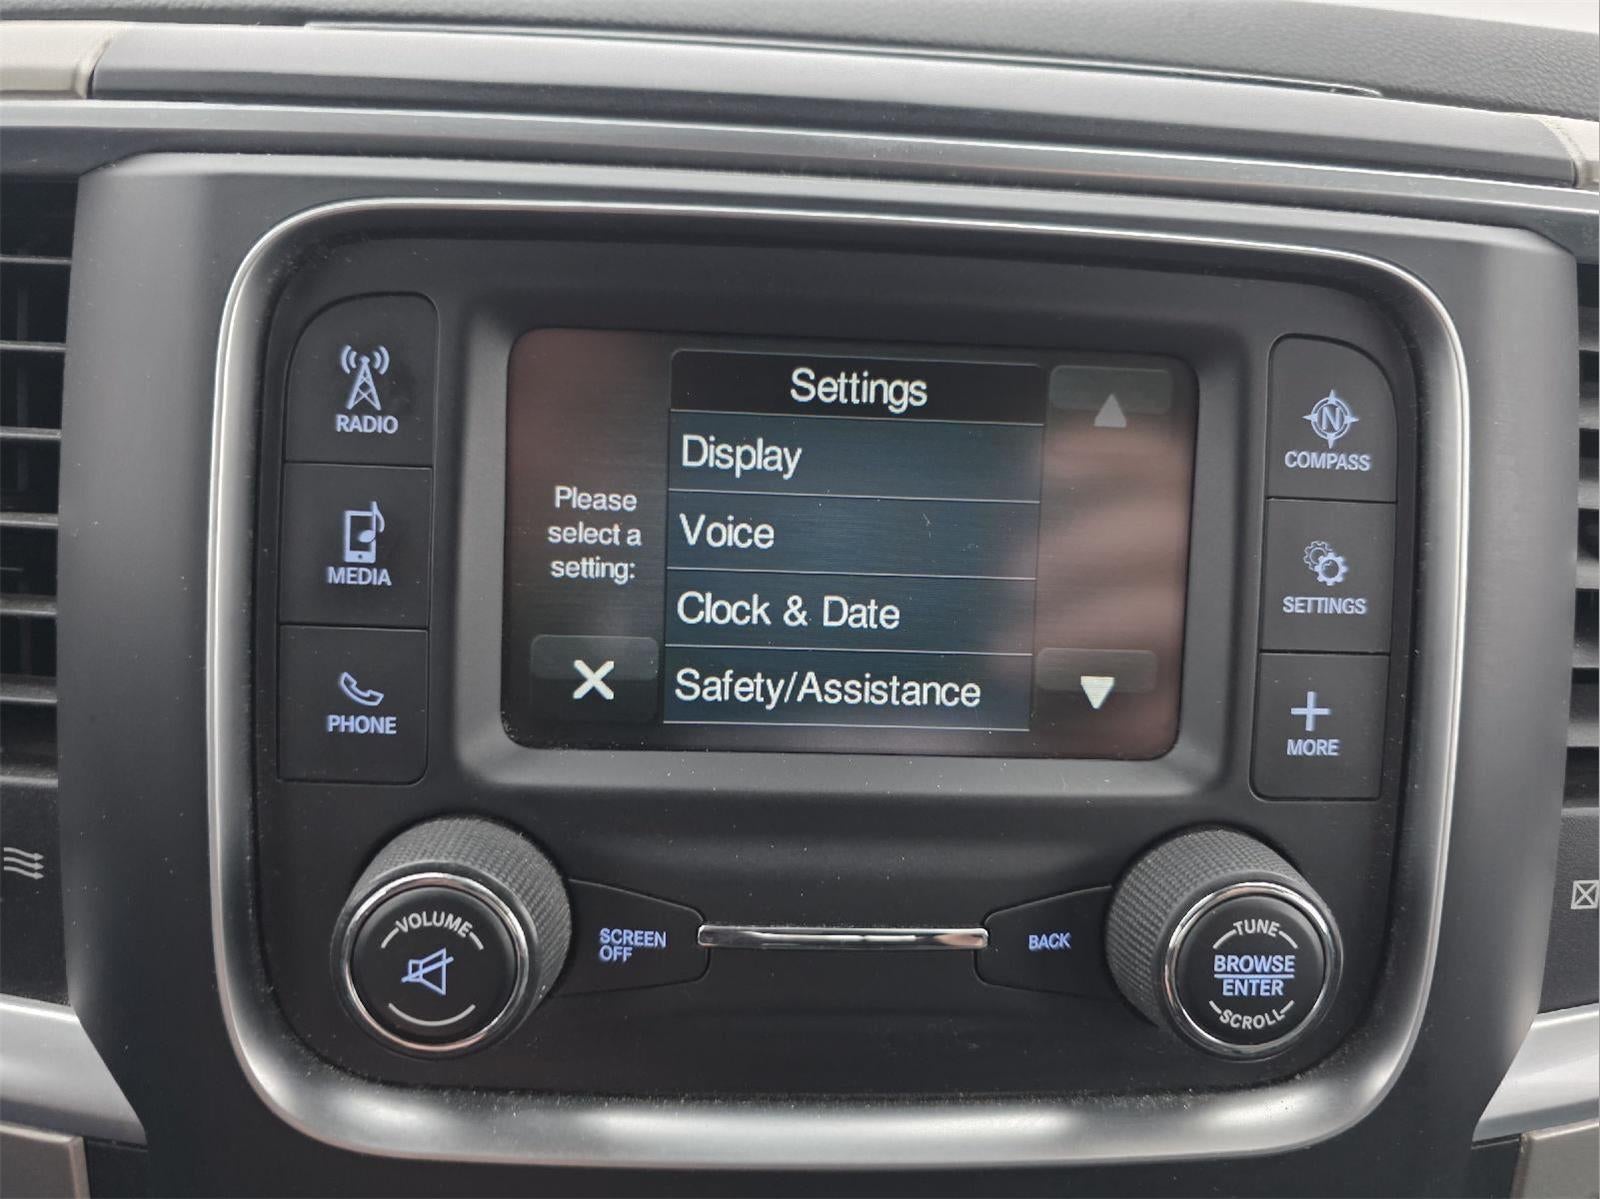 RADIO
MEDIA
PHONE
Settings
Display
Voice
Clock & Date
Safety/Assistance
Please
select a
setting:
N
COMPASS
SETTINGS
MORE
VOLUME
SCREEN
OFF
BACK
TUNE
BROWSE
ENTER
SCROLL